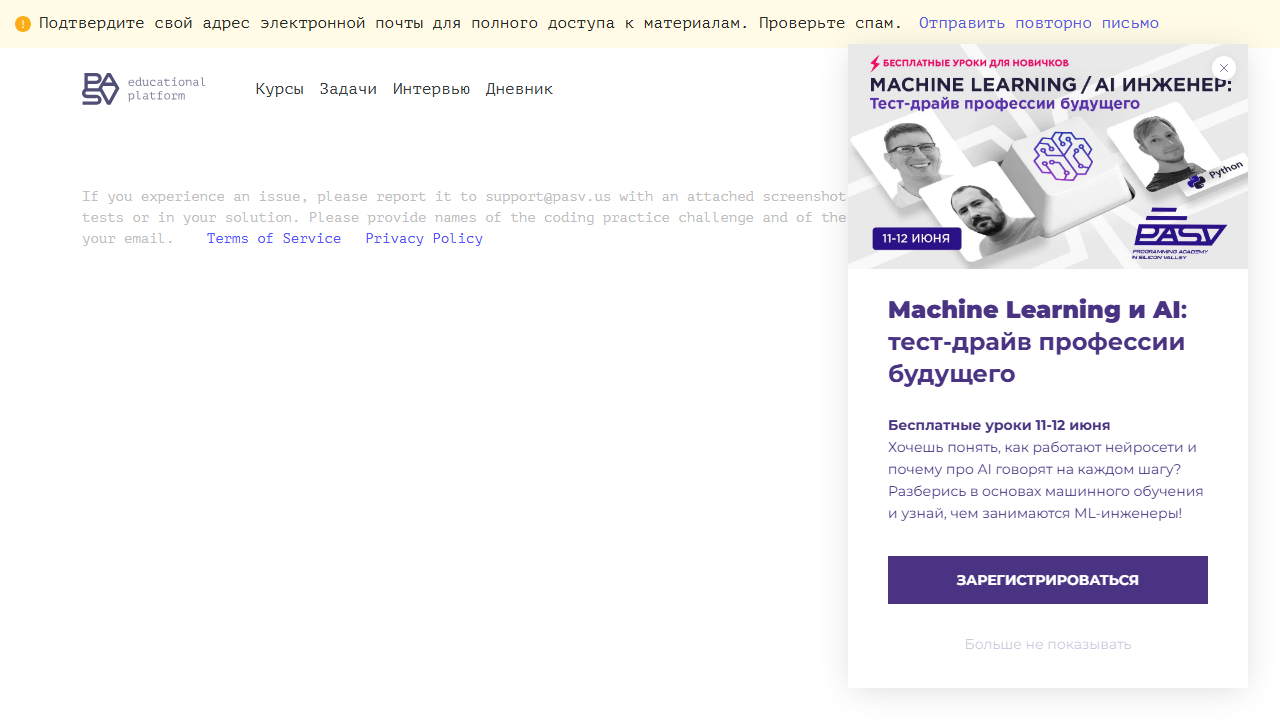 Подтвердите свой адрес электронной почты для полного доступа к материалам. Проверьте спам. Отправить повторно письмо
PASV educational platform
Курсы Задачи Интервью Дневник
If you experience an issue, please report it to support@pasv.us with an attached screenshot
tests or in your solution. Please provide names of the coding practice challenge and of the
your email. Terms of Service Privacy Policy
БЕСПЛАТНЫЕ УРОКИ ДЛЯ НОВИЧКОВ
MACHINE LEARNING / AI ИНЖЕНЕР:
Тест-драйв профессии будущего
Python
11-12 ИЮНЯ
PASV
PROGRAMMING ACADEMY
IN SILICON VALLEY
Machine Learning и AI:
тест-драйв профессии
будущего
Бесплатные уроки 11-12 июня
Хочешь понять, как работают нейросети и
почему про AI говорят на каждом шагу?
Разберись в основах машинного обучения
и узнай, чем занимаются ML-инженеры!
ЗАРЕГИСТРИРОВАТЬСЯ
Больше не показывать